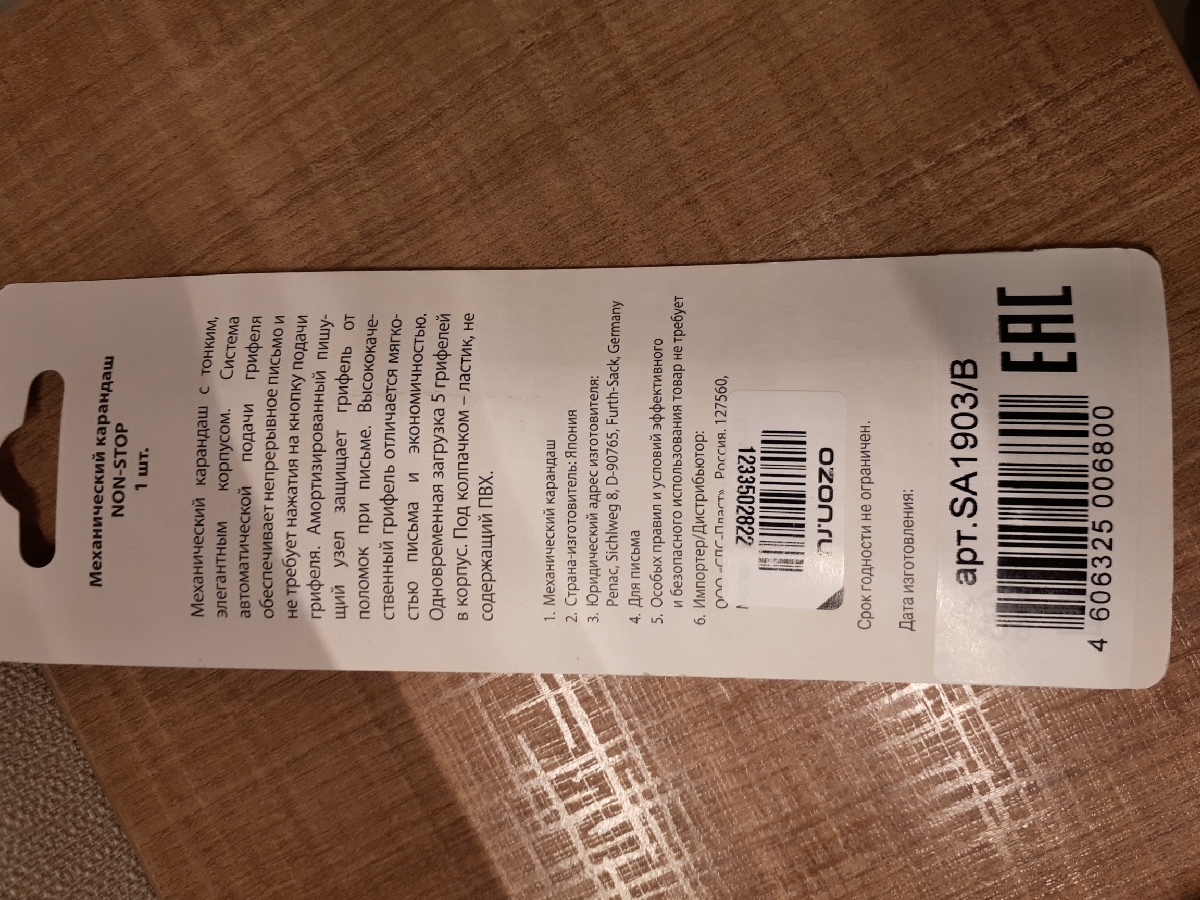 Механический карандаш
NON-STOP
1 шт.
Механический карандаш с тонким,
элегантным корпусом. Система
автоматической подачи грифеля
обеспечивает непрерывное письмо и
не требует нажатия на кнопку подачи
грифеля. Амортизированный пишу-
щий узел защищает грифель от
поломок при письме. Высококаче-
ственный грифель отличается мягко-
стью письма и экономичностью.
Одновременная загрузка 5 грифелей
в корпус. Под колпачком – ластик, не
содержащий ПВХ.
1. Механический карандаш
2. Страна-изготовитель: Япония
3. Юридический адрес изготовителя:
Penac, Sichlweg 8, D-90765, Furth-Sack, Germany
4. Для письма
5. Особых правил и условий эффективного
и безопасного использования товар не требует
6. Импортер/Дистрибьютор:
Россия, 127560,
1233502822
ozon.ru
Срок годности не ограничен.
Дата изготовления:
арт.SA1903/B
EAC
4 606325 006800